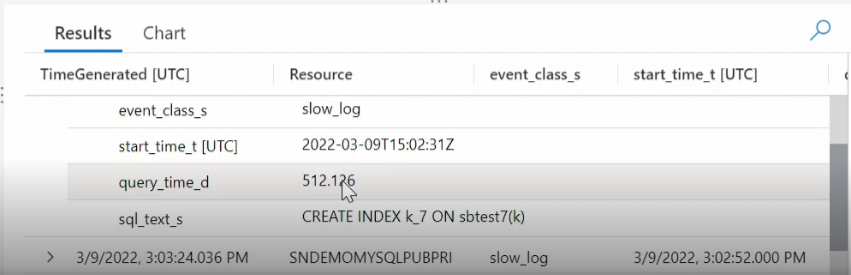 Results Chart
TimeGenerated [UTC] Resource event_class_s start_time_t [UTC]
event_class_s slow_log
start_time_t [UTC] 2022-03-09T15:02:31Z
query_time_d 512.126
sql_text_s CREATE INDEX k_7 ON sbtest7(k)
3/9/2022, 3:03:24.036 PM SNDEMOMYSQLPUBPRI slow_log 3/9/2022, 3:02:52.000 PM